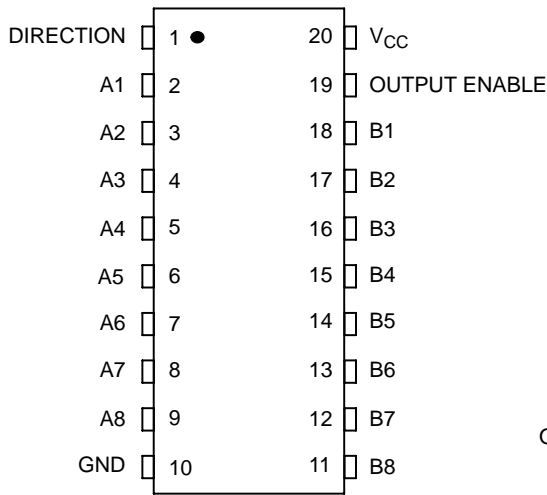 DIRECTION 1 20 VCC
A1 2 19 OUTPUT ENABLE
A2 3 18 B1
A3 4 17 B2
A4 5 16 B3
A5 6 15 B4
A6 7 14 B5
A7 8 13 B6
A8 9 12 B7
GND 10 11 B8